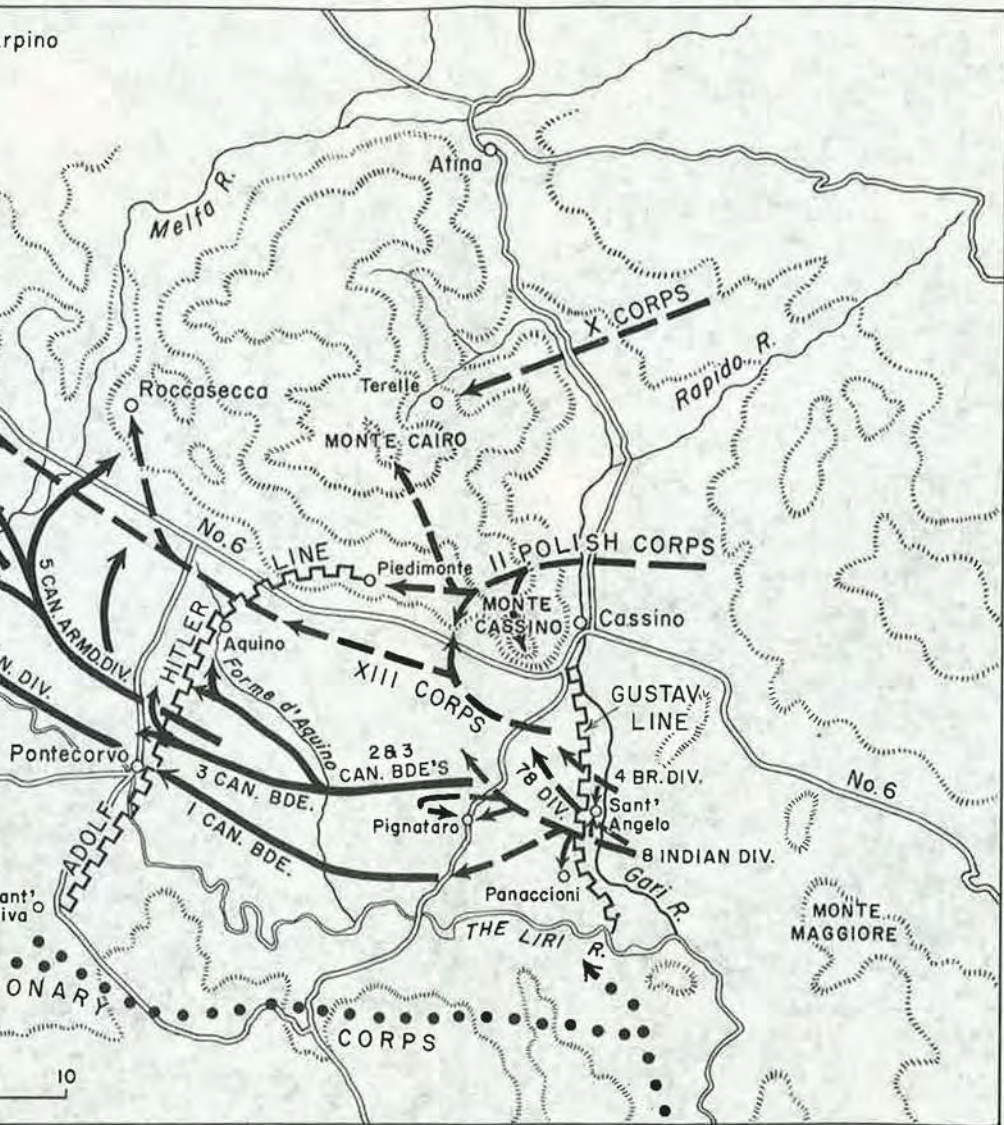 rpino
Atina
Melfa R.
X CORPS
Rapido R.
Roccasecca
Terelle
MONTE CAIRO
No.6
LINE
II POLISH CORPS
Piedimonte
MONTE
CASSINO
Cassino
5 CAN. ARMD. DIV.
HITLER
Aquino
XIII CORPS
Forme d'Aquino
GUSTAV
LINE
N. DIV.
2&3
CAN. BDE'S
Pontecorvo
3 CAN. BDE.
78 DIV.
4 BR. DIV.
No.6
Sant'
Angelo
Pignataro
1 CAN. BDE.
8 INDIAN DIV.
ADOLF
Panaccioni
Gari R.
ant'
iva
THE LIRI R.
MONTE
MAGGIORE
ONARY
CORPS
10